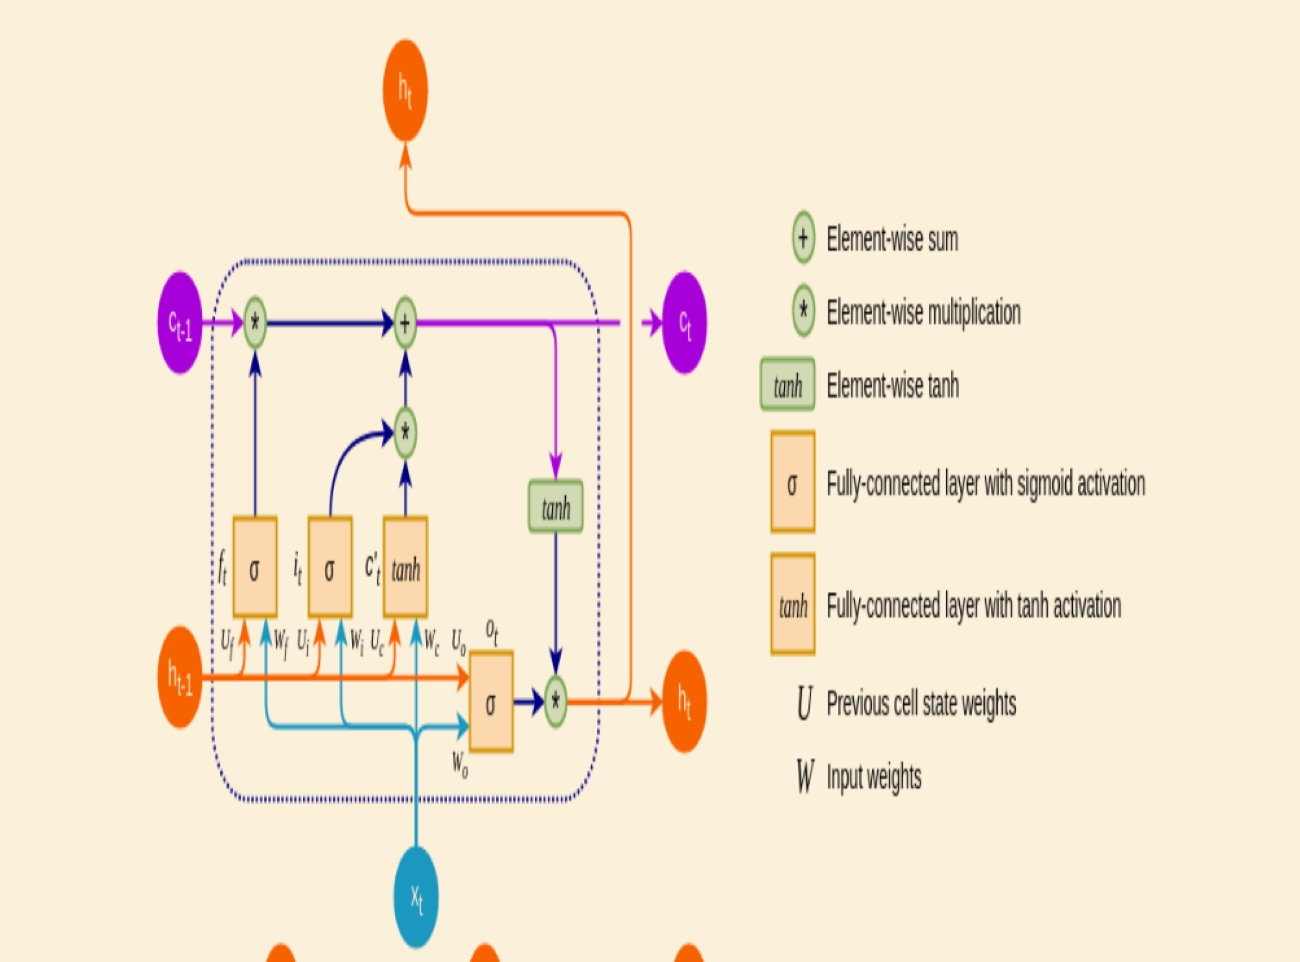 h_t
c_{t-1}
*
+
c_t
*
tanh
f_t
σ
i_t
σ
c'_t
tanh
U_f
W_f
U_i
W_i
U_c
W_c
U_o
o_t
h_{t-1}
σ
*
h_t
W_o
x_t
+ Element-wise sum
* Element-wise multiplication
tanh Element-wise tanh
σ Fully-connected layer with sigmoid activation
tanh Fully-connected layer with tanh activation
U Previous cell state weights
W Input weights